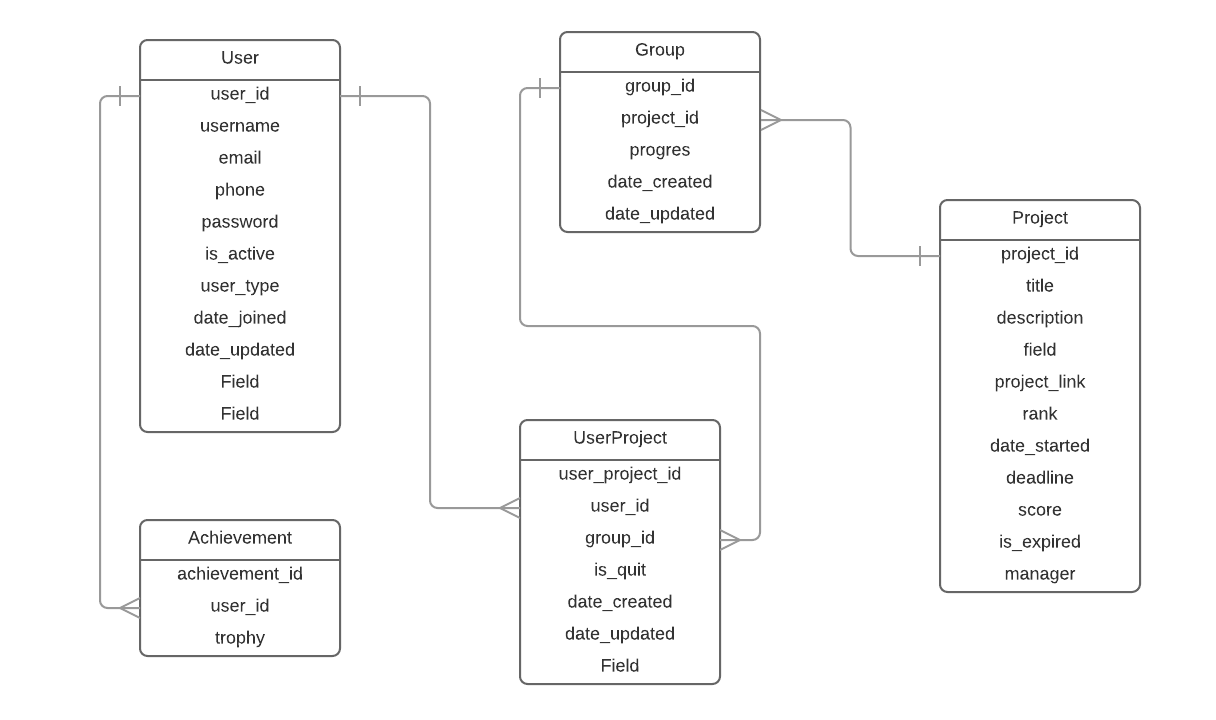 User
user_id
username
email
phone
password
is_active
user_type
date_joined
date_updated
Field
Field
Achievement
achievement_id
user_id
trophy
Group
group_id
project_id
progres
date_created
date_updated
UserProject
user_project_id
user_id
group_id
is_quit
date_created
date_updated
Field
Project
project_id
title
description
field
project_link
rank
date_started
deadline
score
is_expired
manager